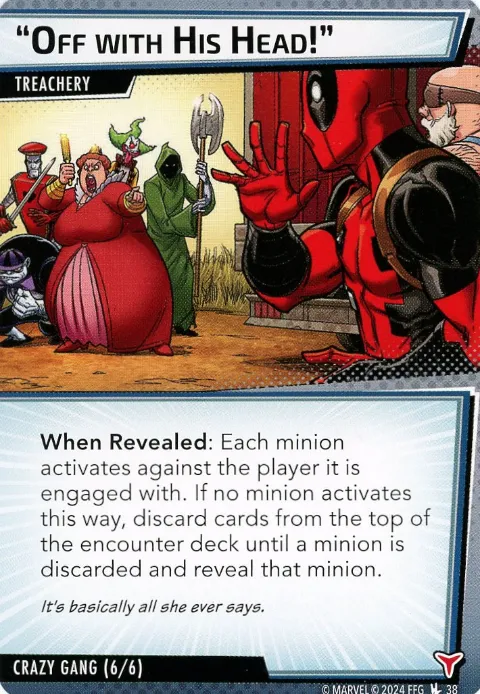 “Off with His Head!”
TREACHERY
When Revealed: Each minion
activates against the player it is
engaged with. If no minion activates
this way, discard cards from the top of
the encounter deck until a minion is
discarded and reveal that minion.
It's basically all she ever says.
CRAZY GANG (6/6)
© MARVEL © 2024 FFG 38